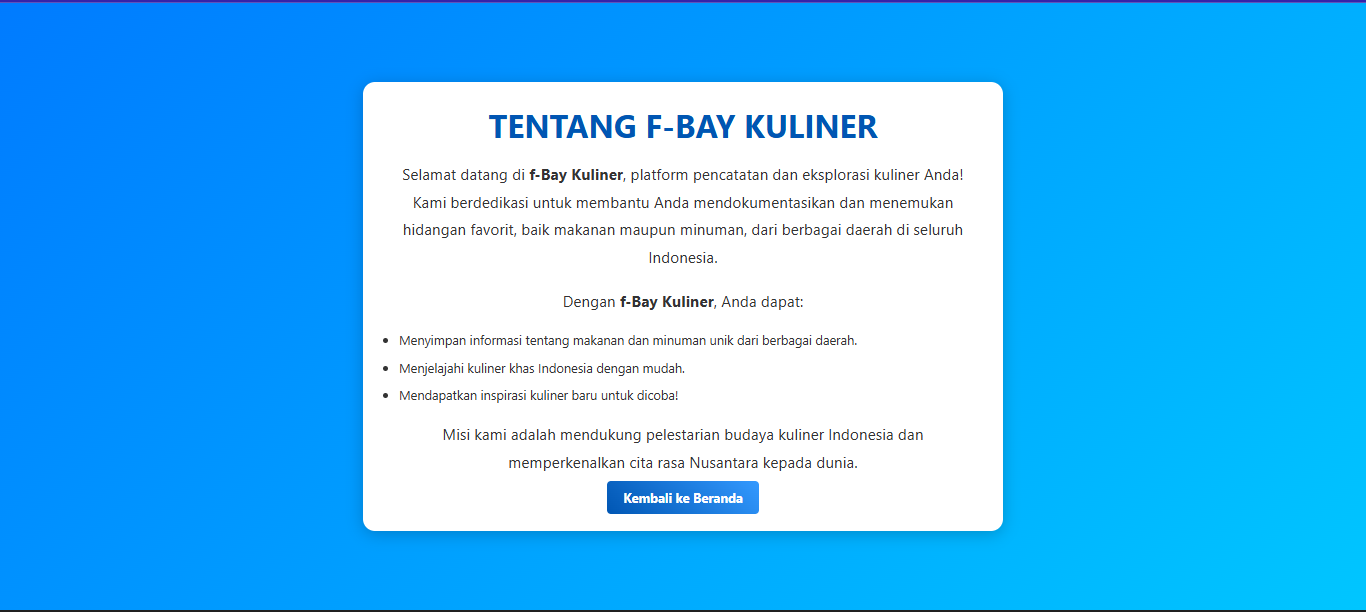 TENTANG F-BAY KULINER
Selamat datang di f-Bay Kuliner, platform pencatatan dan eksplorasi kuliner Anda!
Kami berdedikasi untuk membantu Anda mendokumentasikan dan menemukan
hidangan favorit, baik makanan maupun minuman, dari berbagai daerah di seluruh
Indonesia.
Dengan f-Bay Kuliner, Anda dapat:
• Menyimpan informasi tentang makanan dan minuman unik dari berbagai daerah.
• Menjelajahi kuliner khas Indonesia dengan mudah.
• Mendapatkan inspirasi kuliner baru untuk dicoba!
Misi kami adalah mendukung pelestarian budaya kuliner Indonesia dan
memperkenalkan cita rasa Nusantara kepada dunia.
Kembali ke Beranda